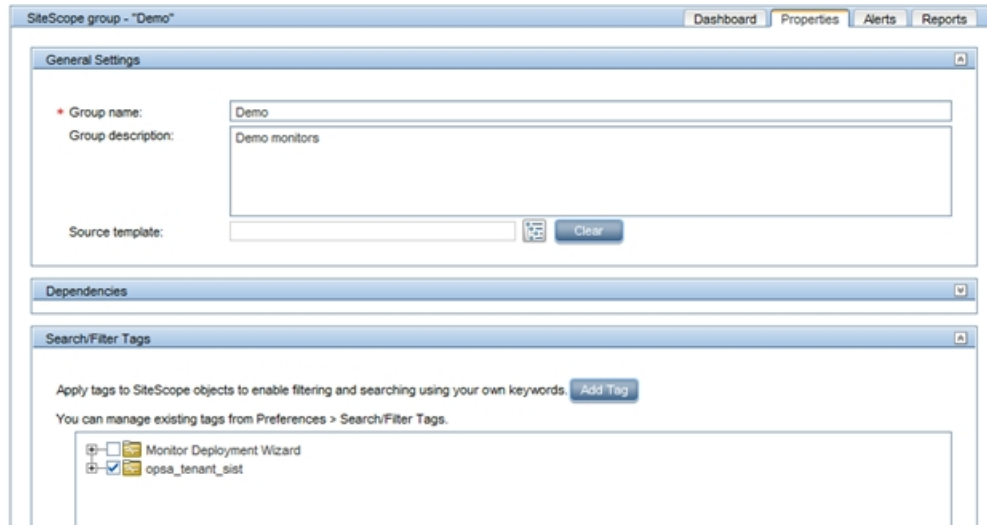 SiteScope group - "Demo"
Dashboard Properties Alerts Reports
General Settings
* Group name: Demo
Group description: Demo monitors
Source template: Clear
Dependencies
Search/Filter Tags
Apply tags to SiteScope objects to enable filtering and searching using your own keywords. Add Tag
You can manage existing tags from Preferences > Search/Filter Tags.
Monitor Deployment Wizard
opsa_tenant_sist